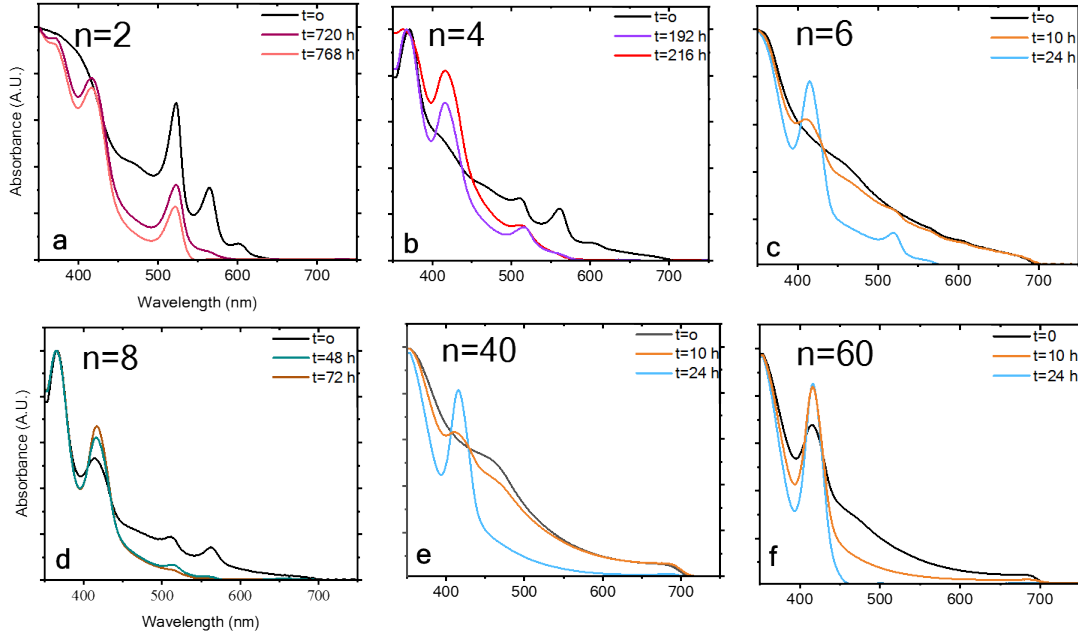 n=2
t=o
t=720 h
t=768 h
a
Absorbance (A.U.)
400 500 600 700
Wavelength (nm)
n=4
t=o
t=192 h
t=216 h
b
400 500 600 700
Wavelength (nm)
n=6
t=o
t=10 h
t=24 h
c
400 500 600 700
n=8
t=o
t=48 h
t=72 h
d
Absorbance (A.U.)
400 500 600 700
Wavelength (nm)
n=40
t=o
t=10 h
t=24 h
e
400 500 600 700
n=60
t=0
t=10 h
t=24 h
f
400 500 600 700